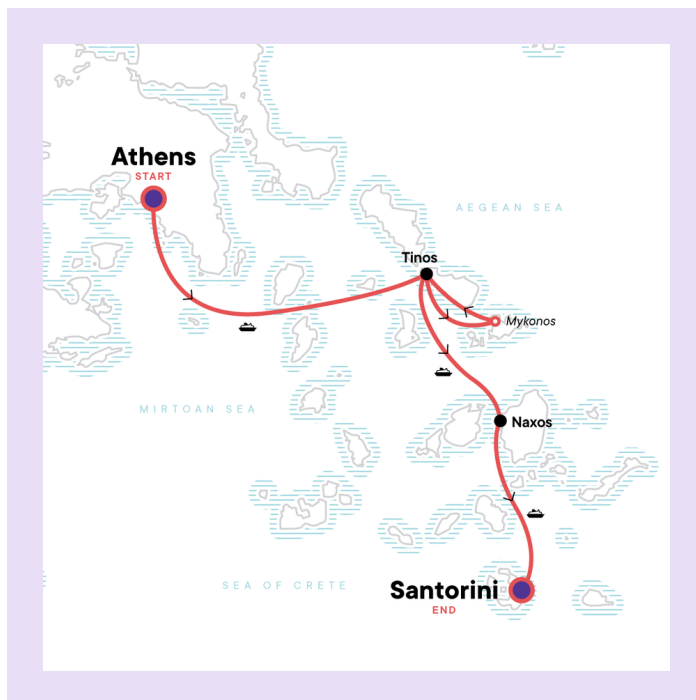 Athens
START
AEGEAN SEA
Tinos
Mykonos
MIRTOAN SEA
Naxos
SEA OF CRETE
Santorini
END